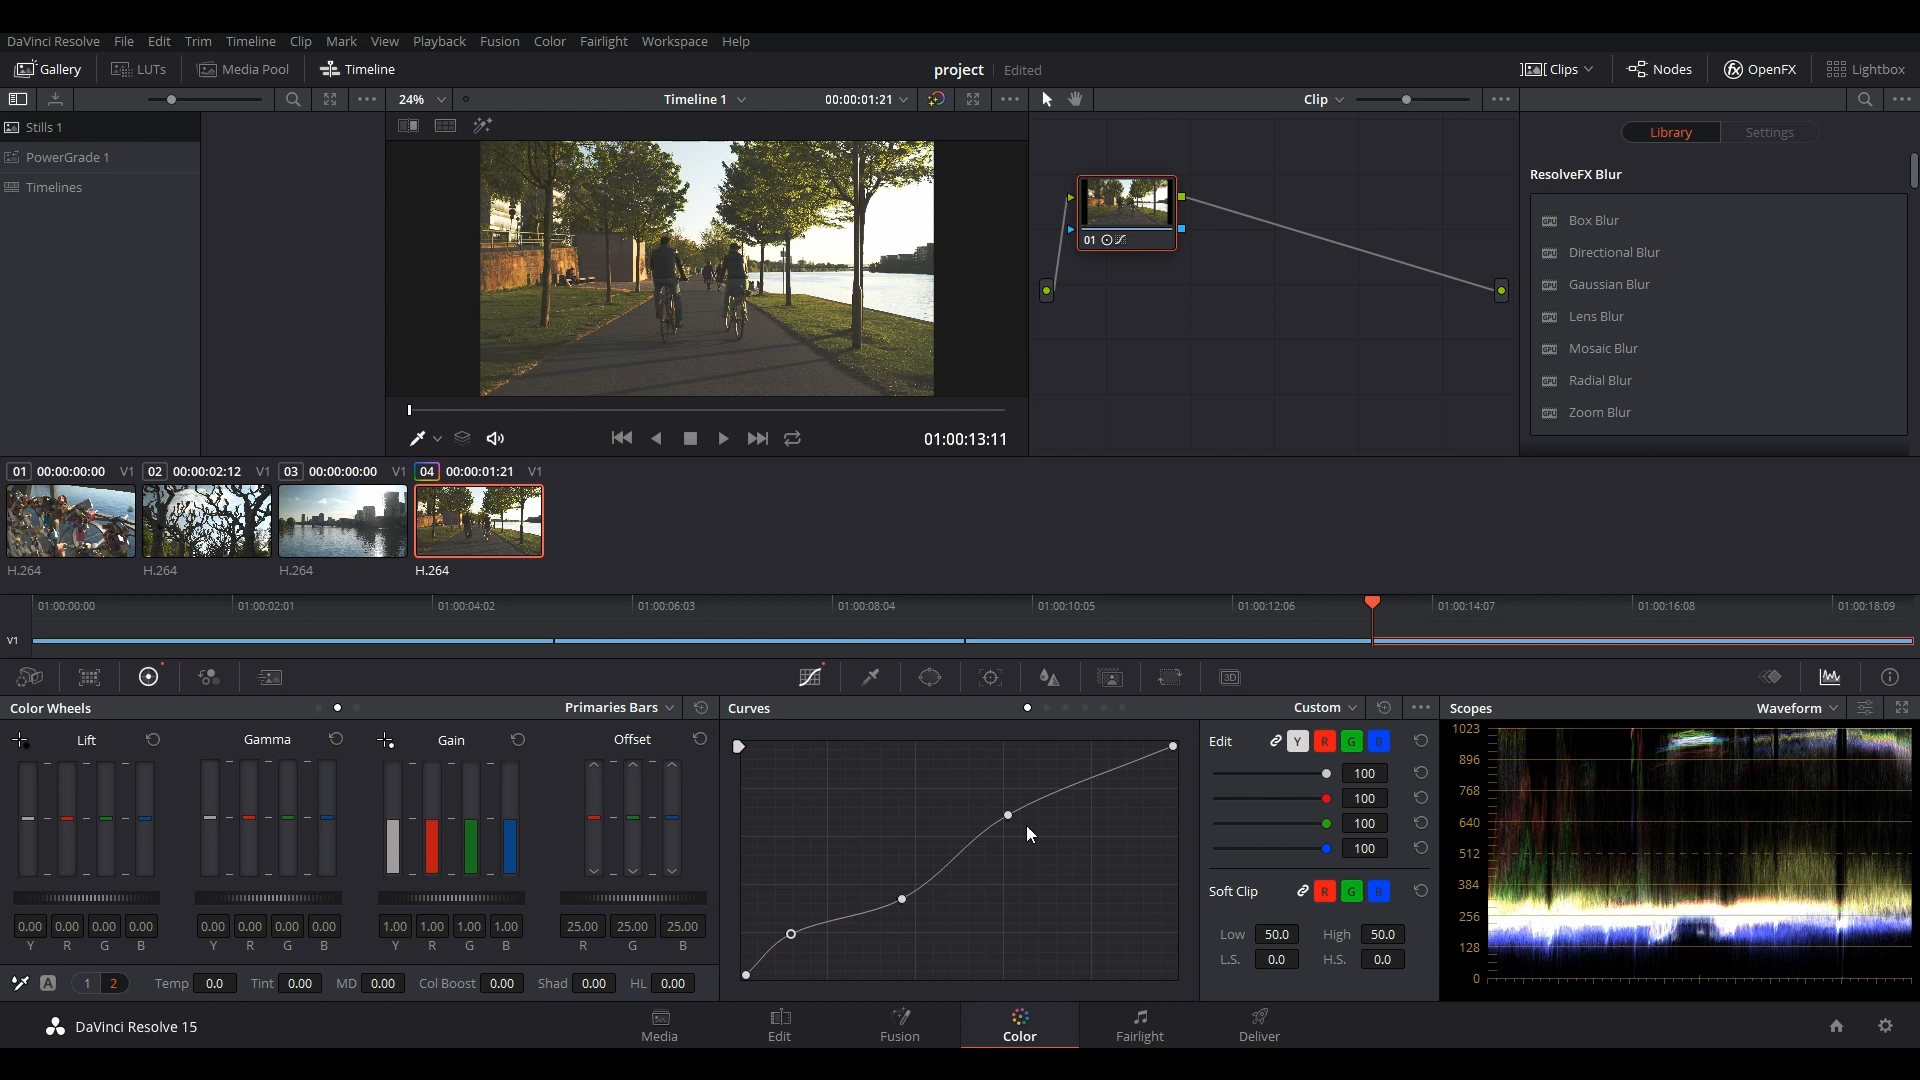 DaVinci Resolve File Edit Trim Timeline Clip Mark View Playback Fusion Color Fairlight Workspace Help
Gallery LUTs Media Pool Timeline project Edited Clips Nodes OpenFX Lightbox
24% Timeline 1 00:00:01:21 Clip
Library Settings
Stills 1
PowerGrade 1
Timelines
01
ResolveFX Blur
Box Blur
Directional Blur
Gaussian Blur
Lens Blur
Mosaic Blur
Radial Blur
Zoom Blur
01:00:13:11
01 00:00:00:00 V1 02 00:00:02:12 V1 03 00:00:00:00 V1 04 00:00:01:21 V1
H.264 H.264 H.264 H.264
01:00:00:00 01:00:02:01 01:00:04:02 01:00:06:03 01:00:08:04 01:00:10:05 01:00:12:06 01:00:14:07 01:00:16:08 01:00:18:09
V1
3D
Color Wheels Primaries Bars Curves Custom Scopes Waveform
Lift Gamma Gain Offset
0.00 0.00 0.00 0.00 0.00 0.00 0.00 0.00 1.00 1.00 1.00 1.00 25.00 25.00 25.00
Y R G B Y R G B Y R G B R G B
A 1 2 Temp 0.0 Tint 0.00 MD 0.00 Col Boost 0.00 Shad 0.00 HL 0.00
Edit Y R G B
100
100
100
100
Soft Clip R G B
Low 50.0 High 50.0
L.S. 0.0 H.S. 0.0
1023
896
768
640
512
384
256
128
0
DaVinci Resolve 15 Media Edit Fusion Color Fairlight Deliver